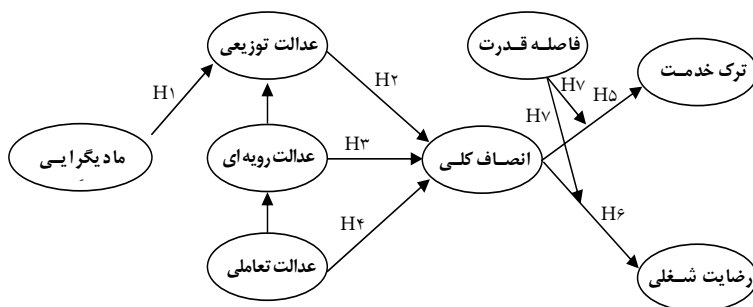 عدالت توزیعی
فاصله قدرت
ترک خدمت
H۱
H۲
H۷
H۵
H۷
مادیگرایی
عدالت رویه ای
H۳
انصاف کلی
H۴
H۶
عدالت تعاملی
رضایت شغلی